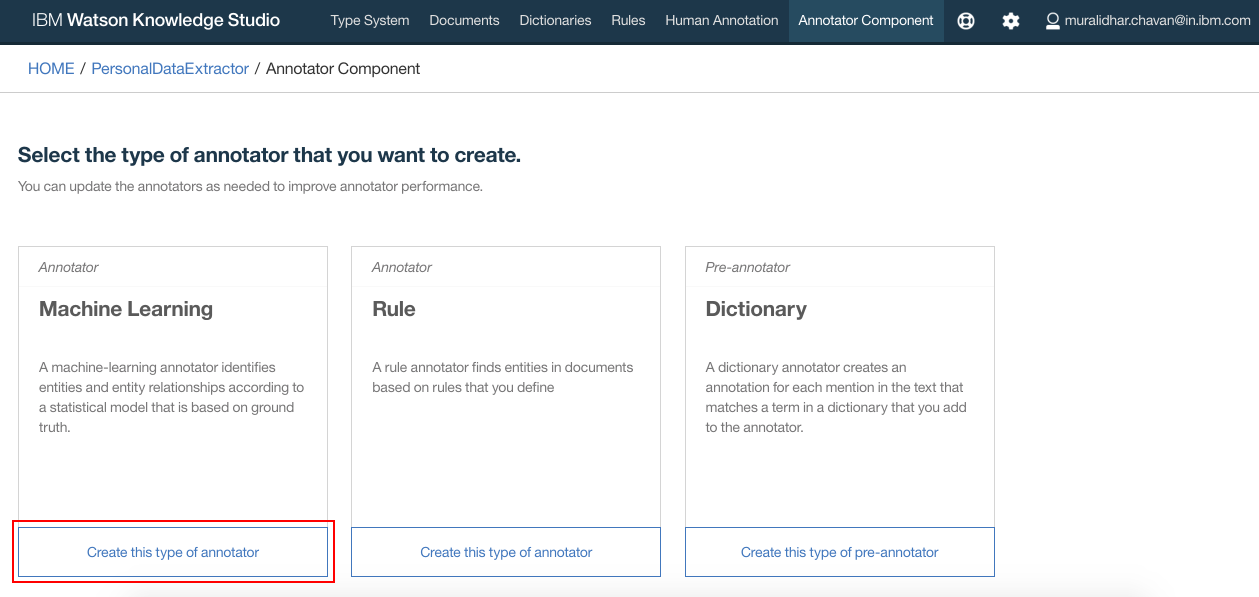 IBM Watson Knowledge Studio Type System Documents Dictionaries Rules Human Annotation Annotator Component muralidhar.chavan@in.ibm.com
HOME / PersonalDataExtractor / Annotator Component
Select the type of annotator that you want to create.
You can update the annotators as needed to improve annotator performance.
Annotator
Machine Learning
A machine-learning annotator identifies
entities and entity relationships according to
a statistical model that is based on ground
truth.
Create this type of annotator
Annotator
Rule
A rule annotator finds entities in documents
based on rules that you define
Create this type of annotator
Pre-annotator
Dictionary
A dictionary annotator creates an
annotation for each mention in the text that
matches a term in a dictionary that you add
to the annotator.
Create this type of pre-annotator